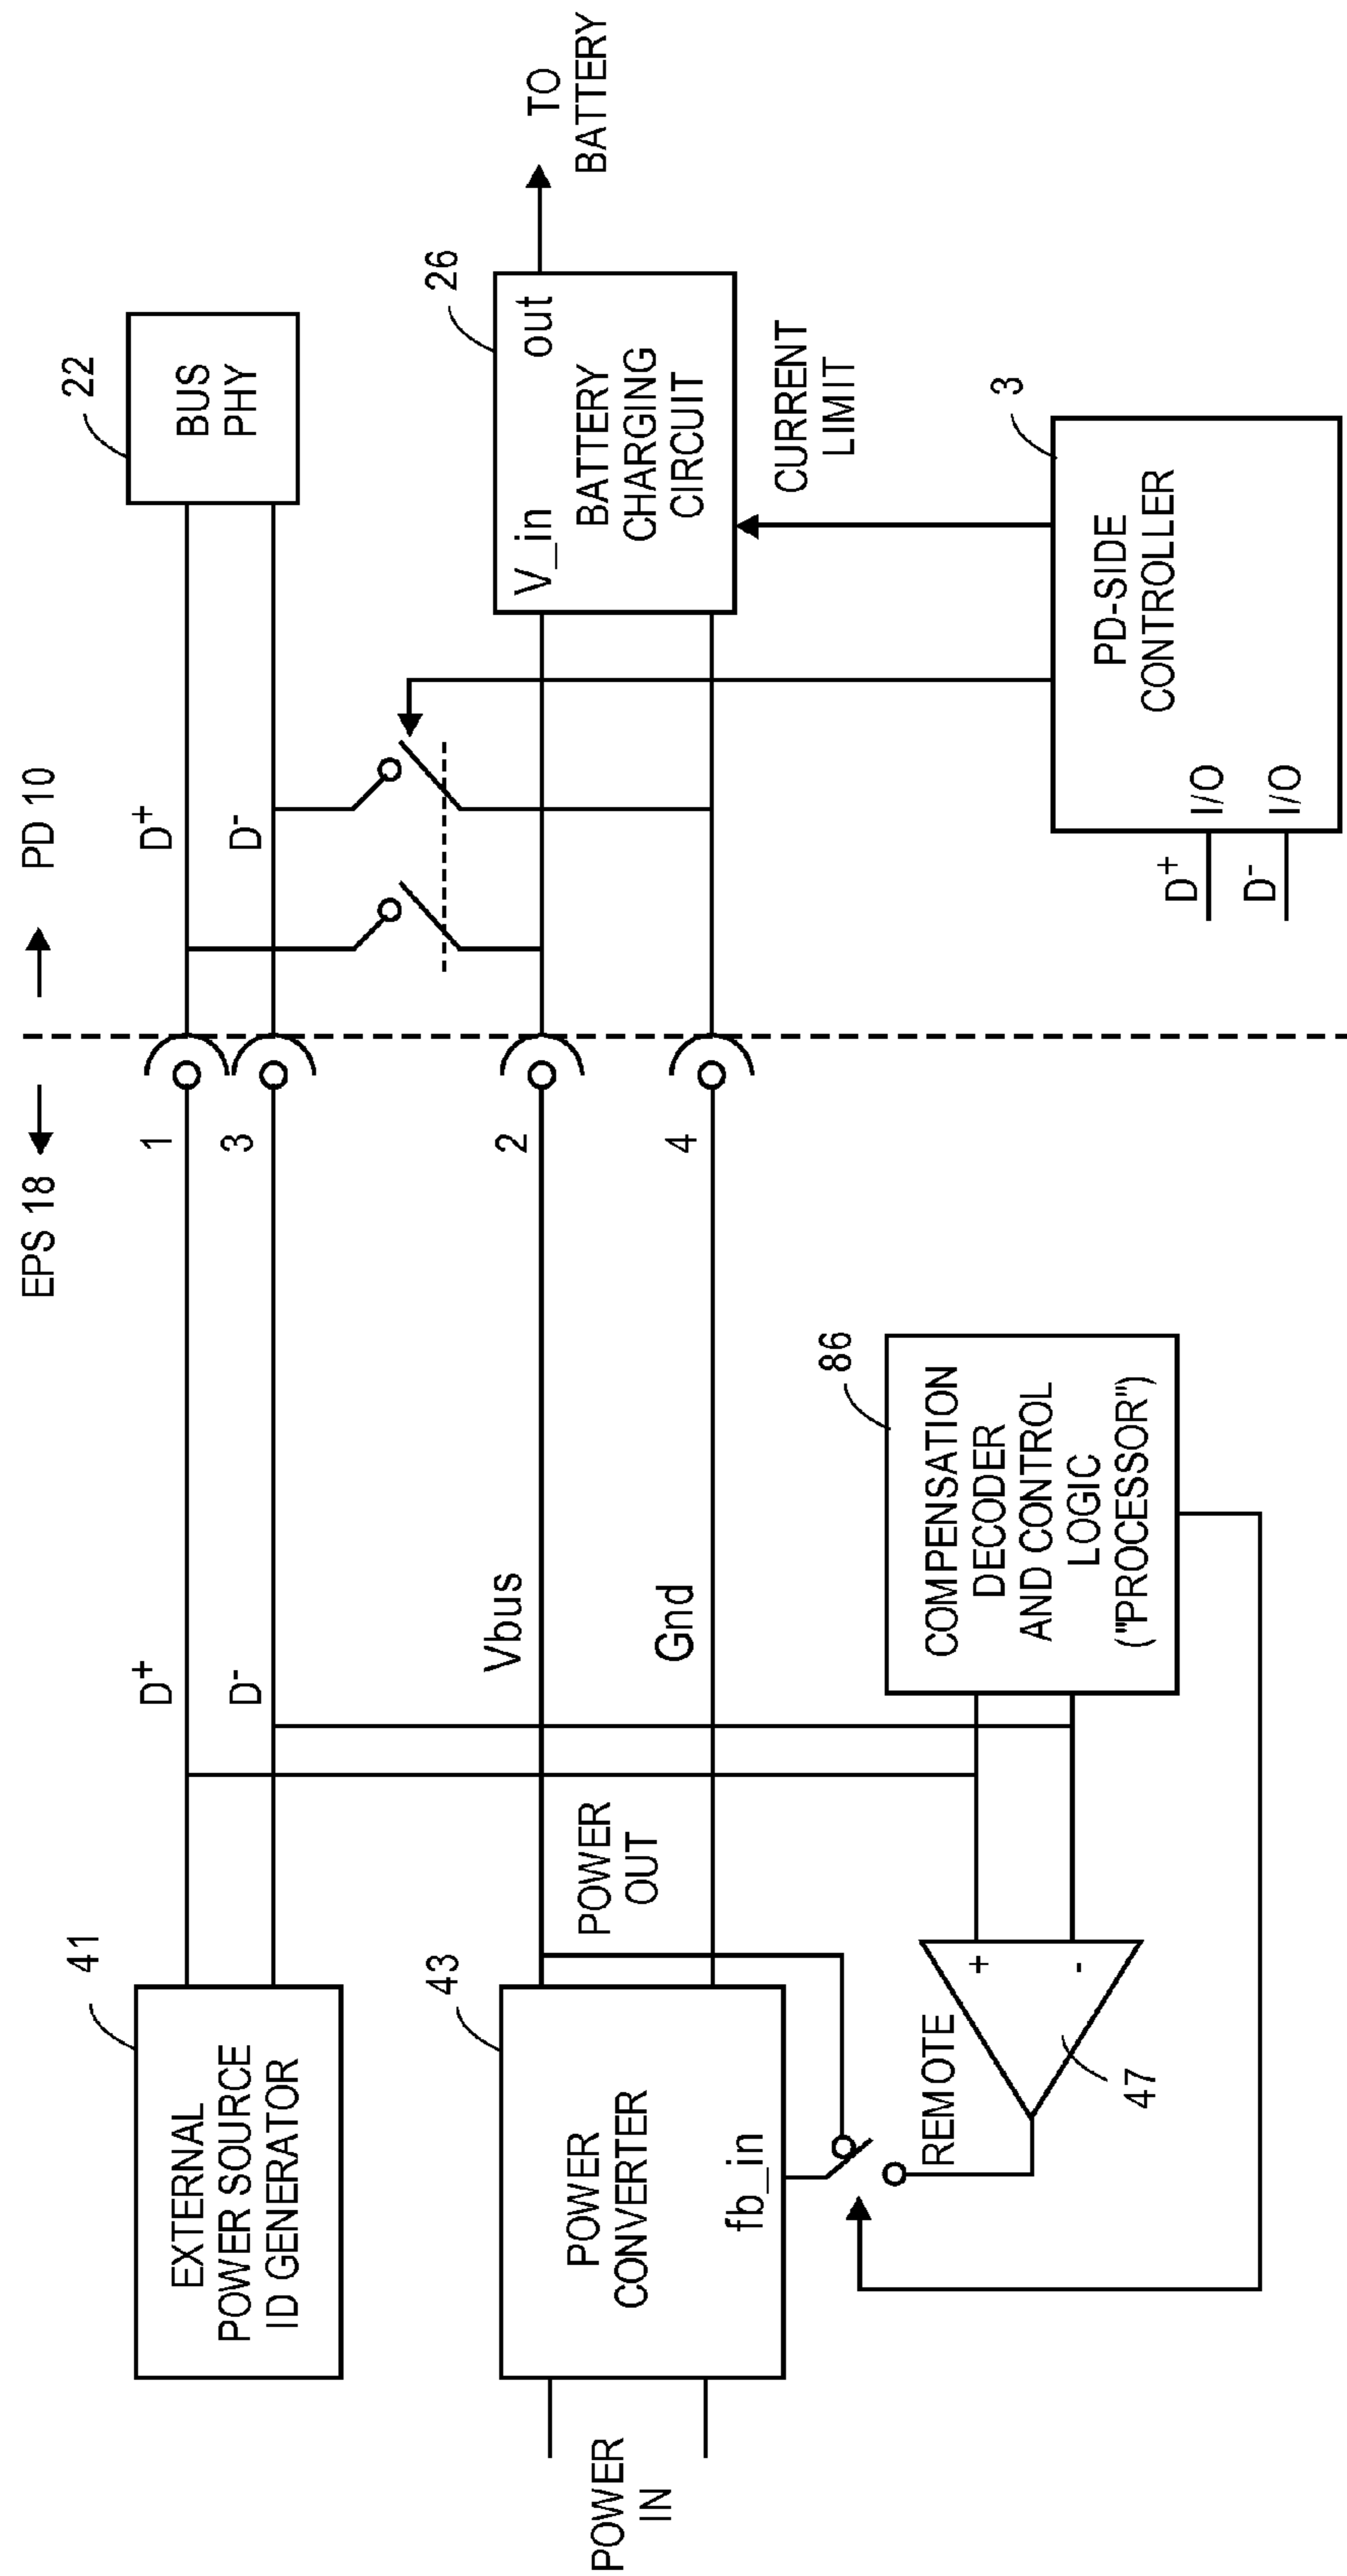 EPS 18
PD 10
EXTERNAL
POWER SOURCE
ID GENERATOR
41
D+
D-
1
3
D+
D-
BUS
PHY
22
POWER
IN
POWER
CONVERTER
fb_in
43
POWER
OUT
Vbus
Gnd
2
4
V_in
out
BATTERY
CHARGING
CIRCUIT
26
TO
BATTERY
CURRENT
LIMIT
REMOTE
+
-
47
COMPENSATION
DECODER
AND CONTROL
LOGIC
("PROCESSOR")
86
D+
D-
I/O
I/O
PD-SIDE
CONTROLLER
3